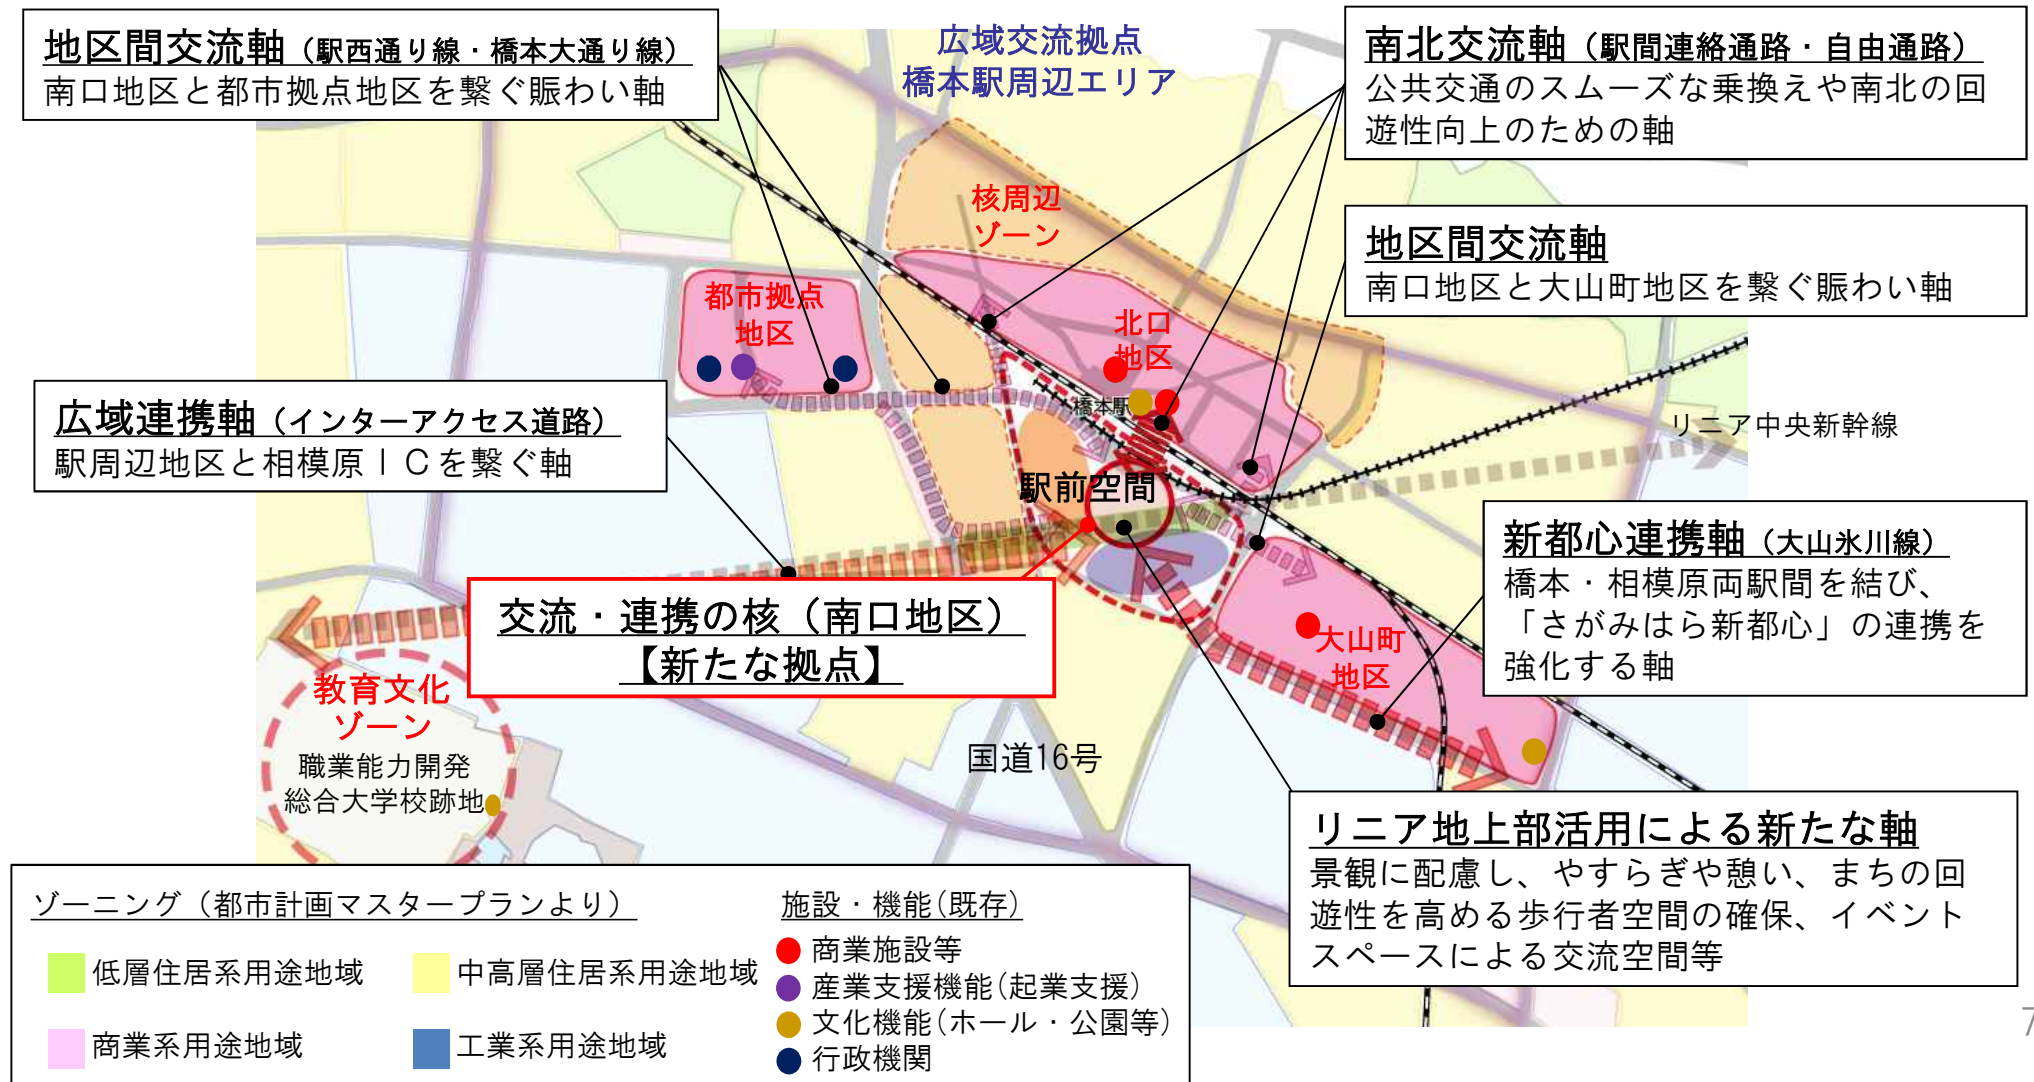 地区間交流軸（駅西通り線・橋本大通り線）
南口地区と都市拠点地区を繋ぐ賑わい軸
広域交流拠点
橋本駅周辺エリア
南北交流軸（駅間連絡通路・自由通路）
公共交通のスムーズな乗換えや南北の回
遊性向上のための軸
地区間交流軸
南口地区と大山町地区を繋ぐ賑わい軸
核周辺
ゾーン
都市拠点
地区
北口
地区
橋本駅
広域連携軸（インターアクセス道路）
駅周辺地区と相模原ＩＣを繋ぐ軸
リニア中央新幹線
駅前空間
新都心連携軸（大山氷川線）
橋本・相模原両駅間を結び、
「さがみはら新都心」の連携を
強化する軸
交流・連携の核（南口地区）
【新たな拠点】
大山町
地区
教育文化
ゾーン
職業能力開発
総合大学校跡地
国道16号
リニア地上部活用による新たな軸
景観に配慮し、やすらぎや憩い、まちの回
遊性を高める歩行者空間の確保、イベント
スペースによる交流空間等
ゾーニング（都市計画マスタープランより）
低層住居系用途地域
中高層住居系用途地域
商業系用途地域
工業系用途地域
施設・機能(既存)
商業施設等
産業支援機能(起業支援)
文化機能(ホール・公園等)
行政機関
7